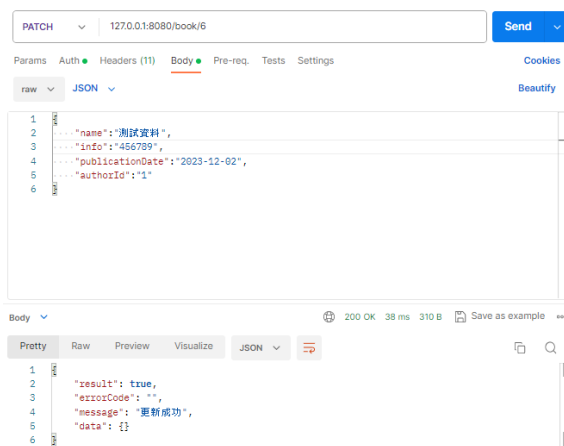 PATCH 127.0.0.1:8080/book/6 Send
Params Auth Headers (11) Body Pre-req. Tests Settings Cookies
raw JSON Beautify
1 {
2 "name":"測試資料",
3 "info":"456789",
4 "publicationDate":"2023-12-02",
5 "authorId":"1"
6 }
Body 200 OK 38 ms 310 B Save as example
Pretty Raw Preview Visualize JSON
1 {
2 "result": true,
3 "errorCode": "",
4 "message": "更新成功",
5 "data": {}
6 }